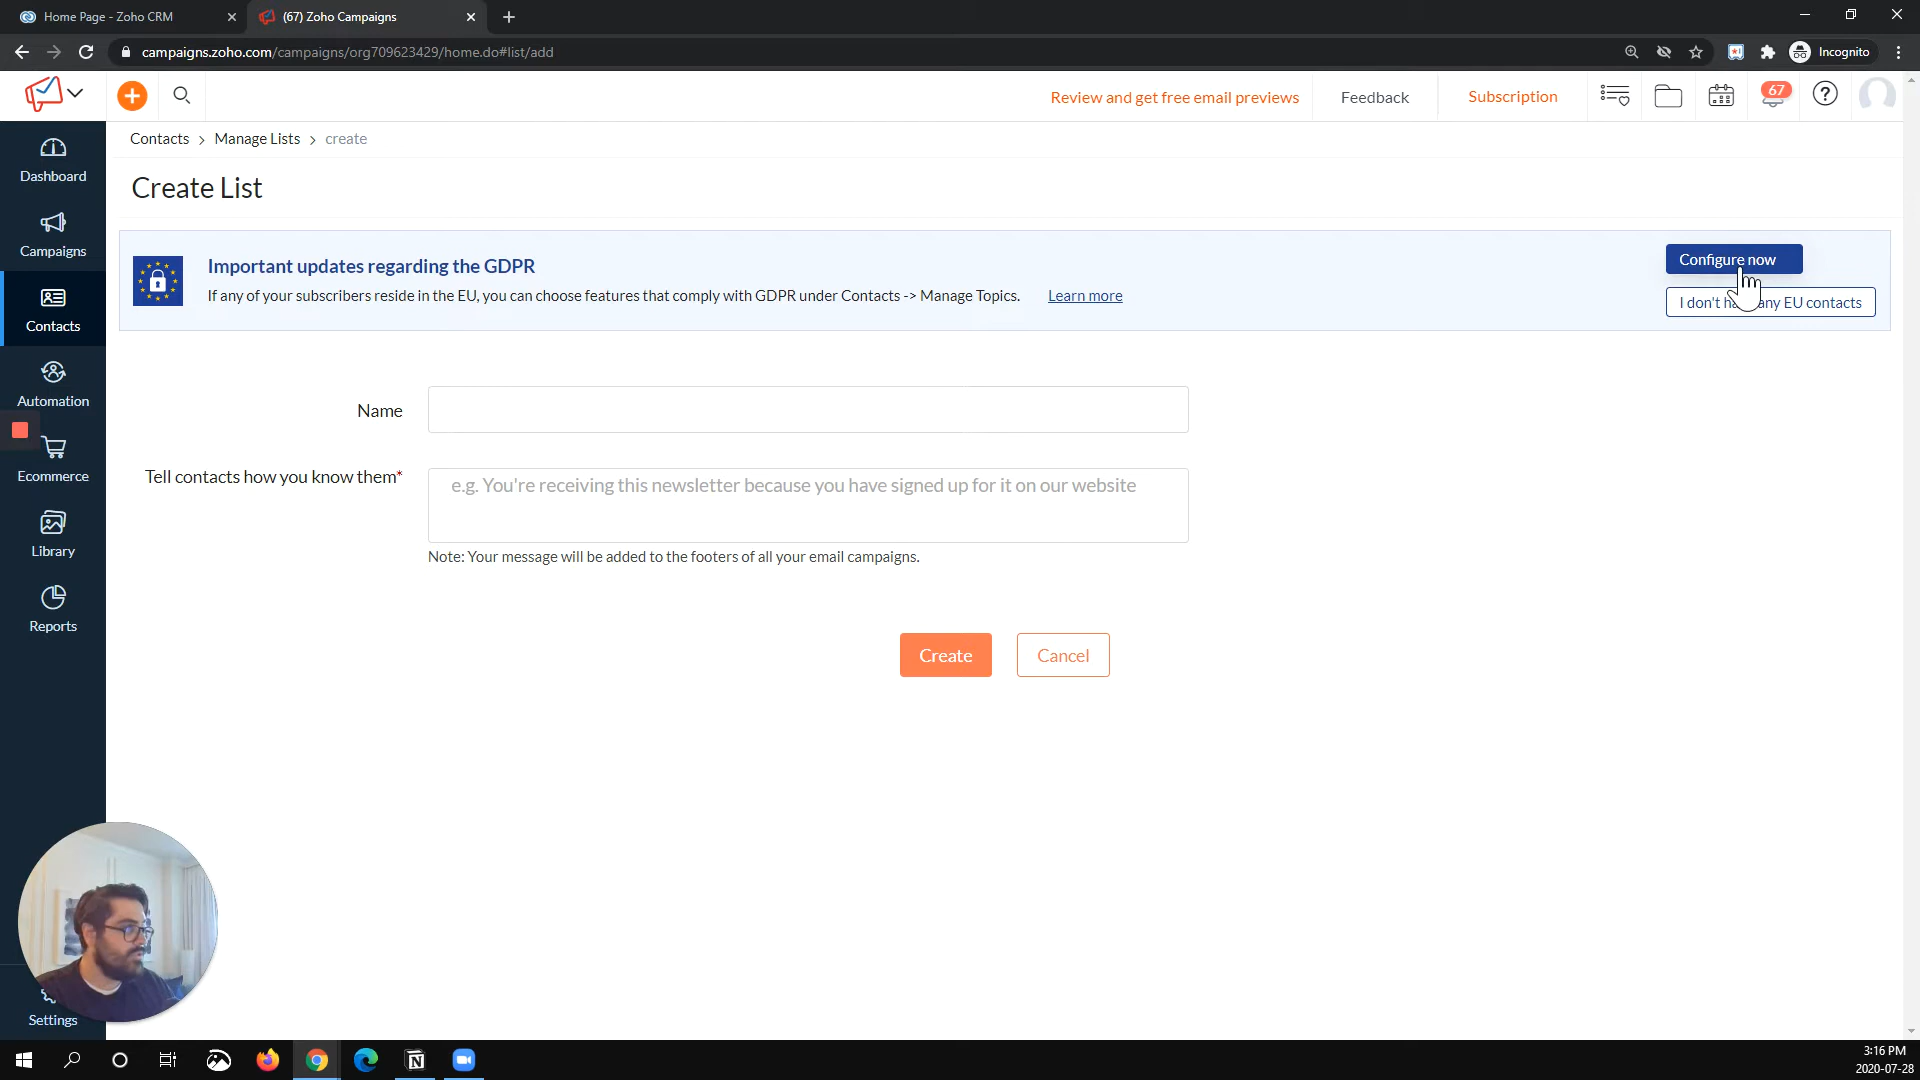 Home Page - Zoho CRM
(67) Zoho Campaigns
campaigns.zoho.com/campaigns/org709623429/home.do#list/add
Incognito
Review and get free email previews
Feedback
Subscription
67
Contacts > Manage Lists > create
Create List
Dashboard
Campaigns
Contacts
Automation
Ecommerce
Library
Reports
Settings
Important updates regarding the GDPR
If any of your subscribers reside in the EU, you can choose features that comply with GDPR under Contacts -> Manage Topics. Learn more
Configure now
I don't ha any EU contacts
Name
Tell contacts how you know them*
e.g. You're receiving this newsletter because you have signed up for it on our website
Note: Your message will be added to the footers of all your email campaigns.
Create
Cancel
3:16 PM
2020-07-28